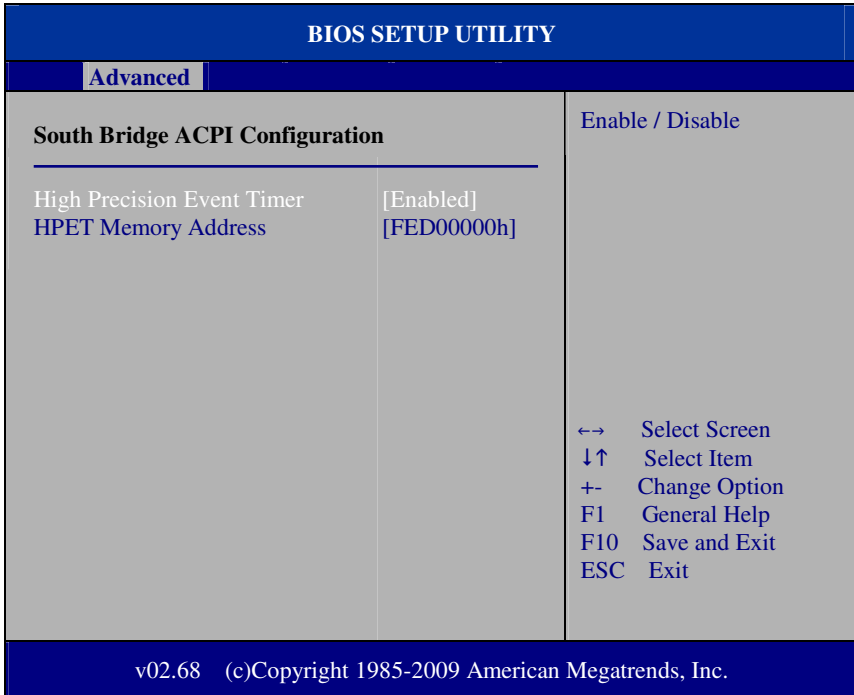 BIOS SETUP UTILITY
Advanced
South Bridge ACPI Configuration
High Precision Event Timer [Enabled]
HPET Memory Address [FED00000h]
Enable / Disable
←→ Select Screen
↓↑ Select Item
+- Change Option
F1 General Help
F10 Save and Exit
ESC Exit
v02.68 (c)Copyright 1985-2009 American Megatrends, Inc.